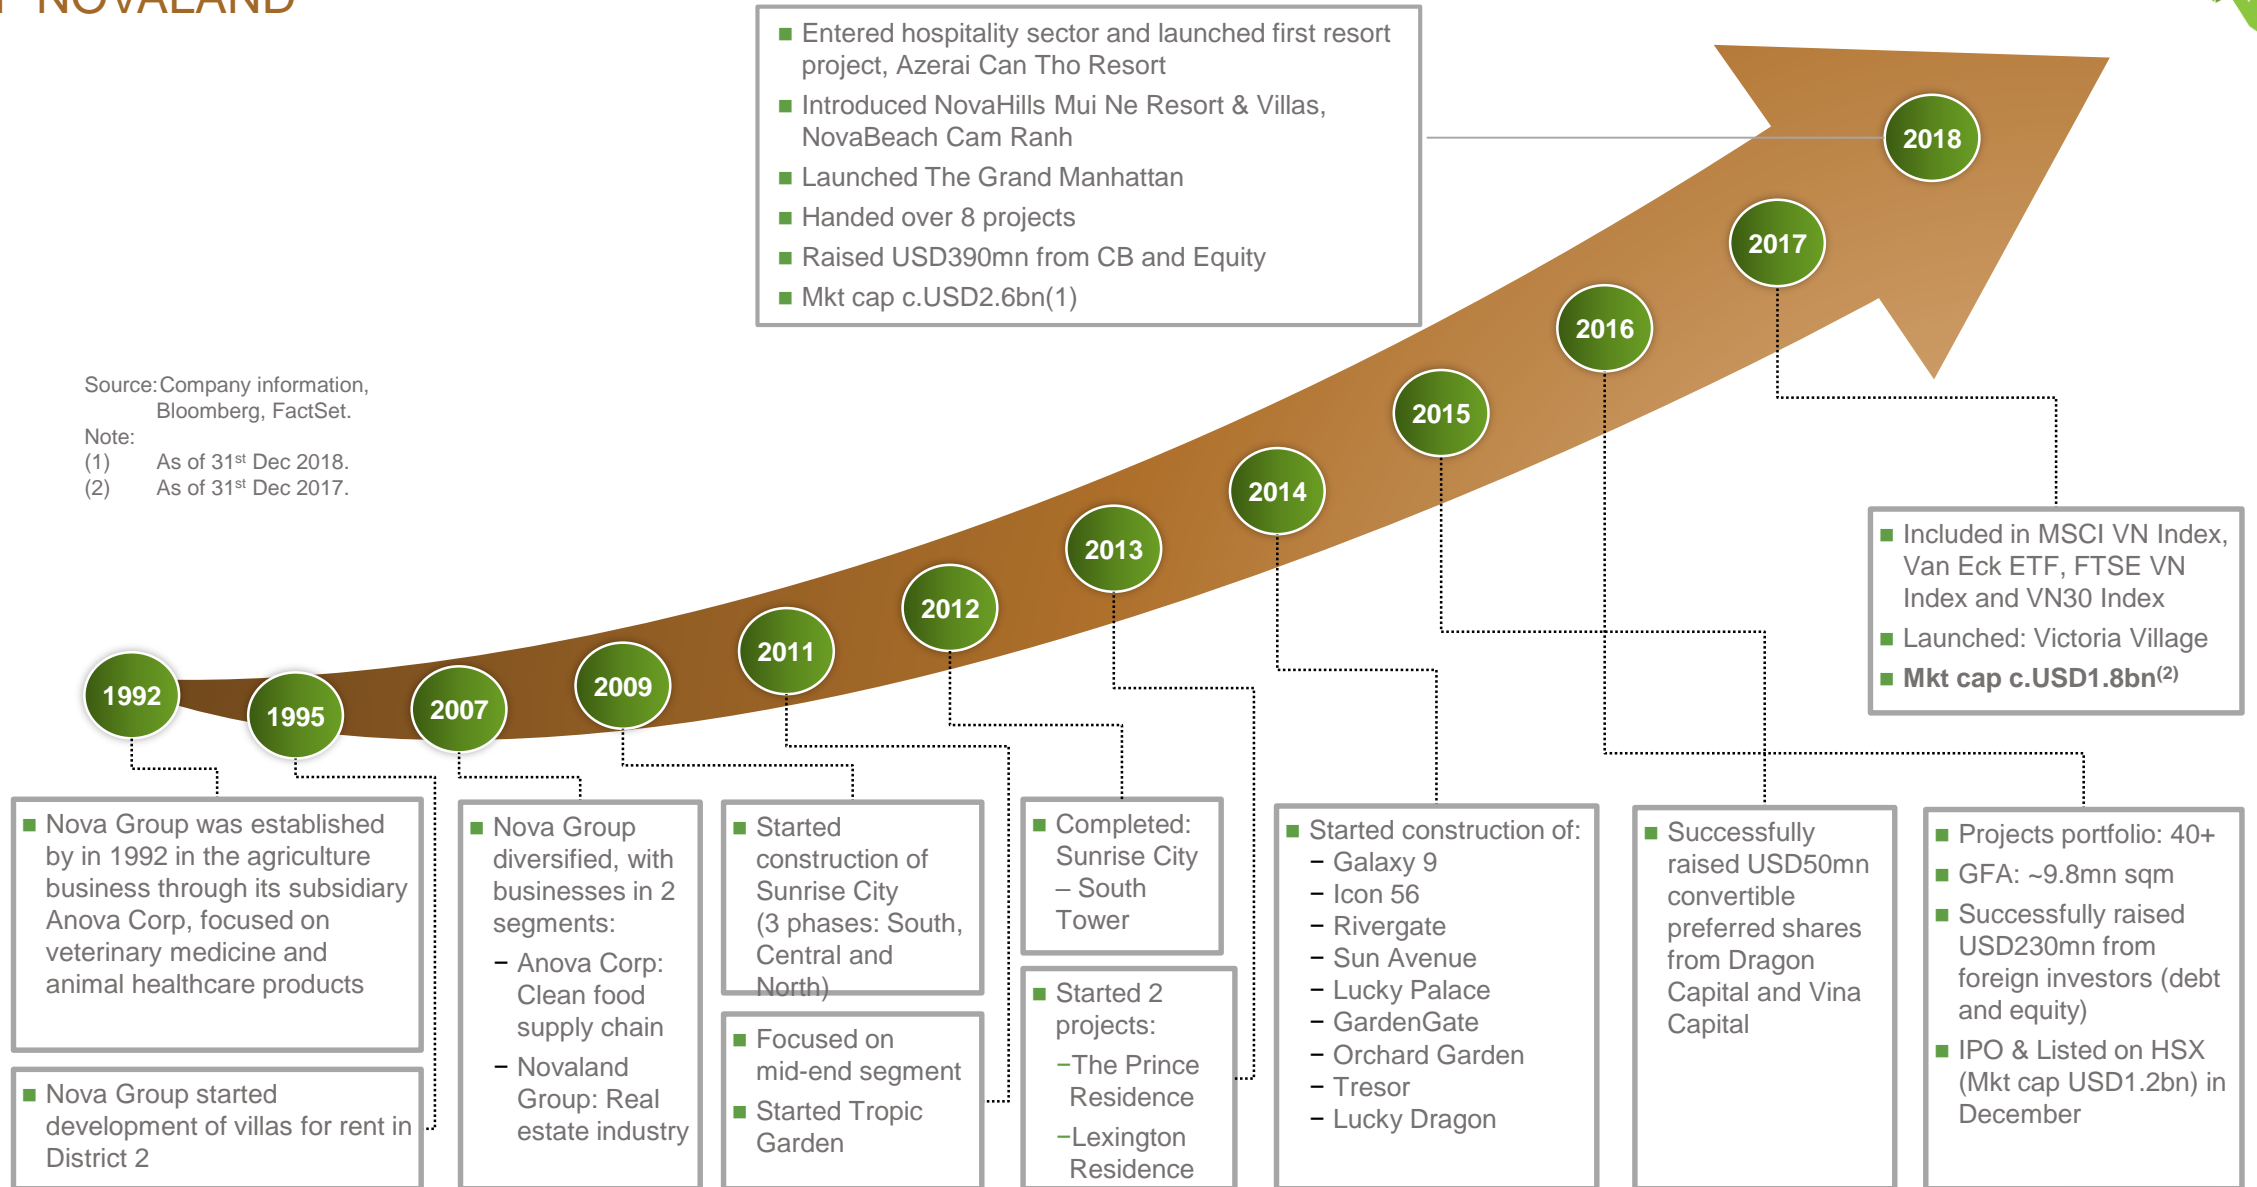 NOVALAND
■ Entered hospitality sector and launched first resort
project, Azerai Can Tho Resort
■ Introduced NovaHills Mui Ne Resort & Villas,
NovaBeach Cam Ranh
■ Launched The Grand Manhattan
■ Handed over 8 projects
■ Raised USD390mn from CB and Equity
■ Mkt cap c.USD2.6bn(1)
2018
2017
2016
2015
2014
2013
2012
2011
2009
2007
1995
1992
Source: Company information,
Bloomberg, FactSet.
Note:
(1) As of 31st Dec 2018.
(2) As of 31st Dec 2017.
■ Included in MSCI VN Index,
Van Eck ETF, FTSE VN
Index and VN30 Index
■ Launched: Victoria Village
■ Mkt cap c.USD1.8bn(2)
■ Nova Group was established
by in 1992 in the agriculture
business through its subsidiary
Anova Corp, focused on
veterinary medicine and
animal healthcare products
■ Nova Group started
development of villas for rent in
District 2
■ Nova Group
diversified, with
businesses in 2
segments:
− Anova Corp:
Clean food
supply chain
− Novaland
Group: Real
estate industry
■ Started
construction of
Sunrise City
(3 phases: South,
Central and
North)
■ Focused on
mid-end segment
■ Started Tropic
Garden
■ Completed:
Sunrise City
– South
Tower
■ Started 2
projects:
−The Prince
Residence
−Lexington
Residence
■ Started construction of:
− Galaxy 9
− Icon 56
− Rivergate
− Sun Avenue
− Lucky Palace
− GardenGate
− Orchard Garden
− Tresor
− Lucky Dragon
■ Successfully
raised USD50mn
convertible
preferred shares
from Dragon
Capital and Vina
Capital
■ Projects portfolio: 40+
■ GFA: ~9.8mn sqm
■ Successfully raised
USD230mn from
foreign investors (debt
and equity)
■ IPO & Listed on HSX
(Mkt cap USD1.2bn) in
December